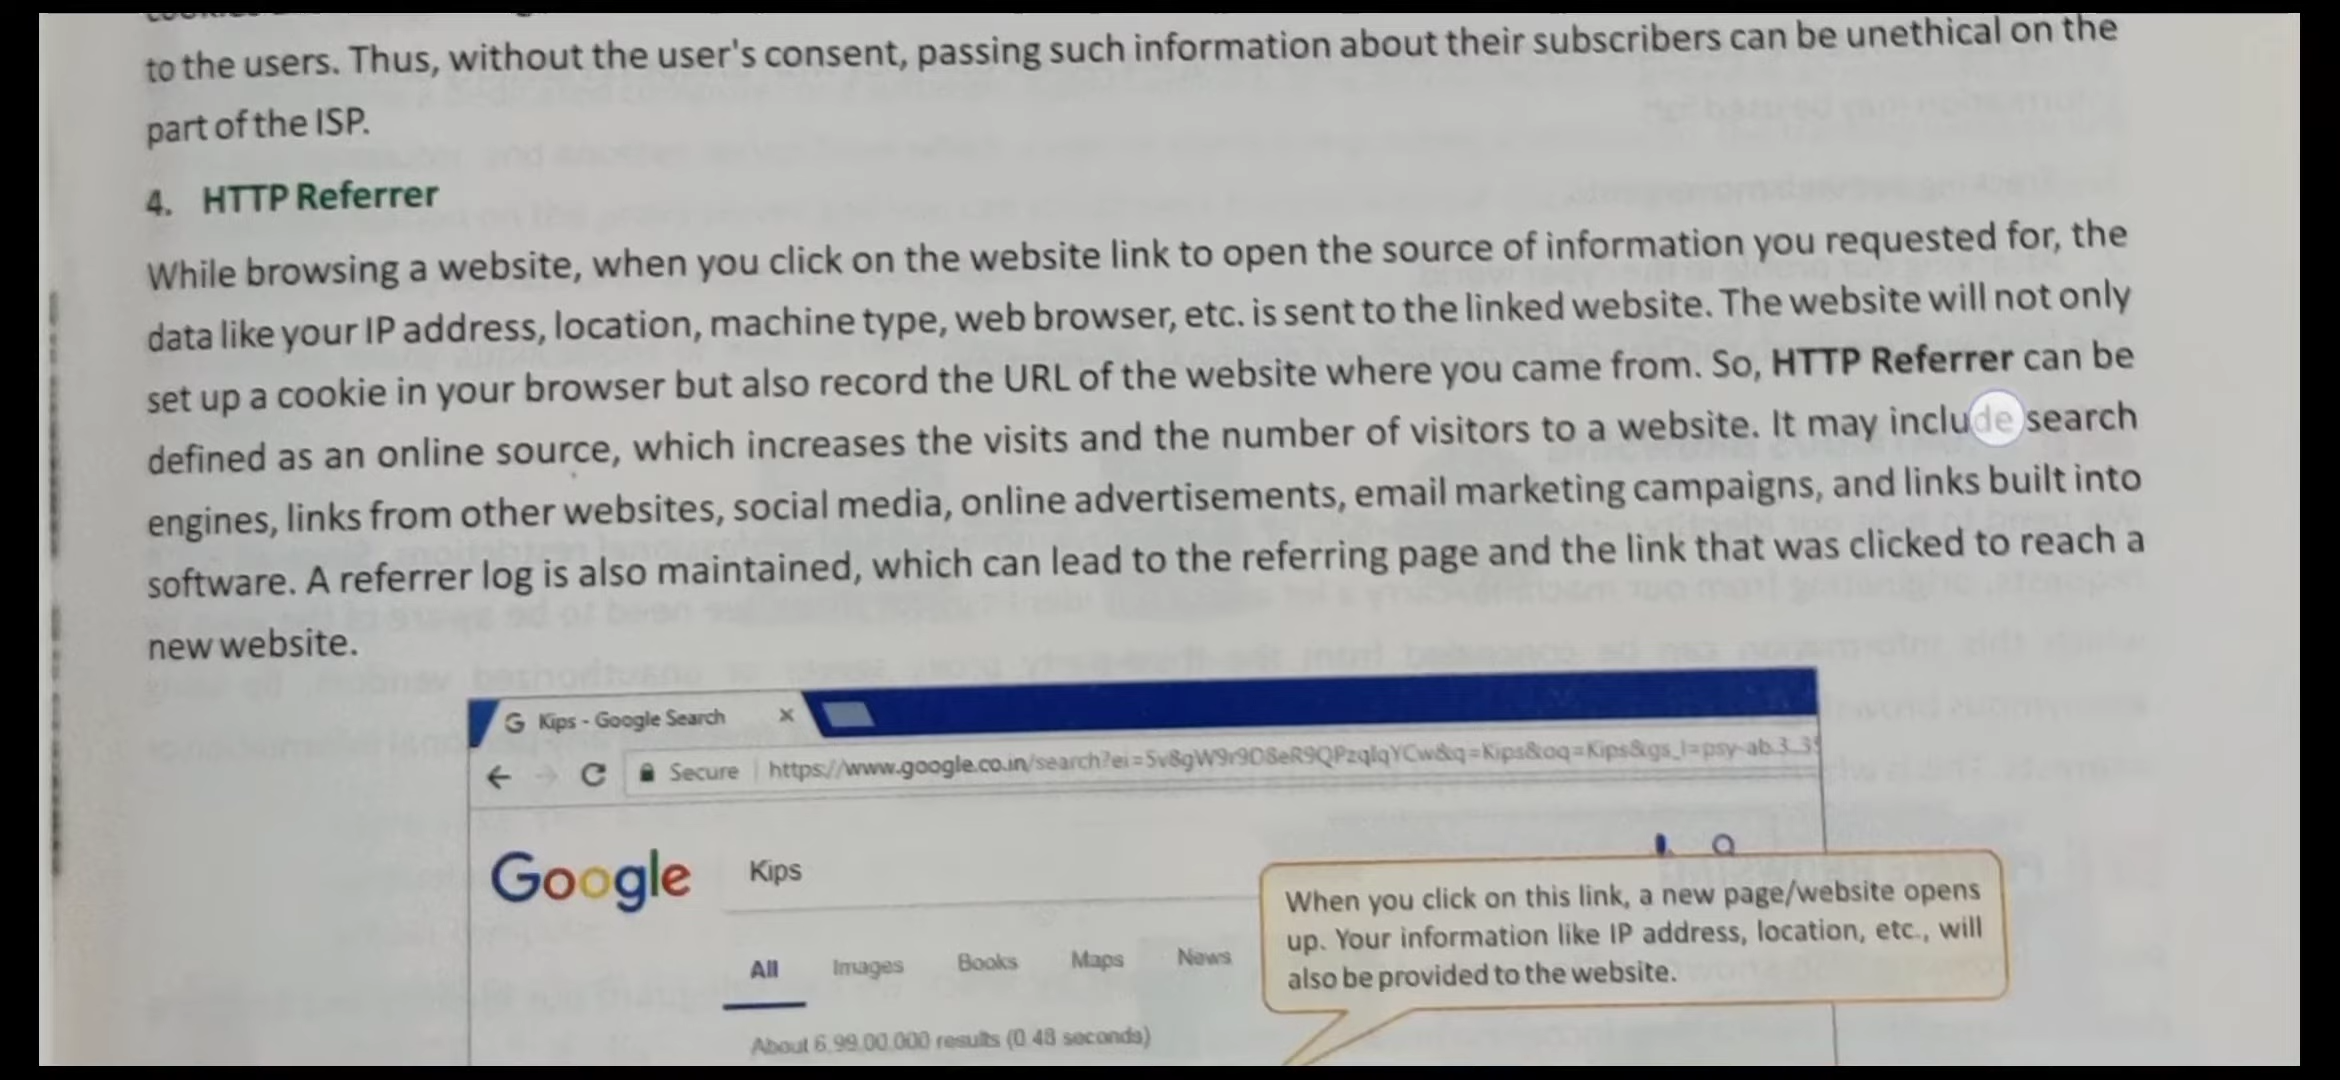 to the users. Thus, without the user's consent, passing such information about their subscribers can be unethical on the
part of the ISP.
4. HTTP Referrer
While browsing a website, when you click on the website link to open the source of information you requested for, the
data like your IP address, location, machine type, web browser, etc. is sent to the linked website. The website will not only
set up a cookie in your browser but also record the URL of the website where you came from. So, HTTP Referrer can be
defined as an online source, which increases the visits and the number of visitors to a website. It may include search
engines, links from other websites, social media, online advertisements, email marketing campaigns, and links built into
software. A referrer log is also maintained, which can lead to the referring page and the link that was clicked to reach a
new website.
G Kips - Google Search
Secure https://www.google.co.in/search?
Google Kips
When you click on this link, a new page/website opens
up. Your information like IP address, location, etc., will
also be provided to the website.
All Images Books Maps News
About 6,99,00,000 results (0.48 seconds)